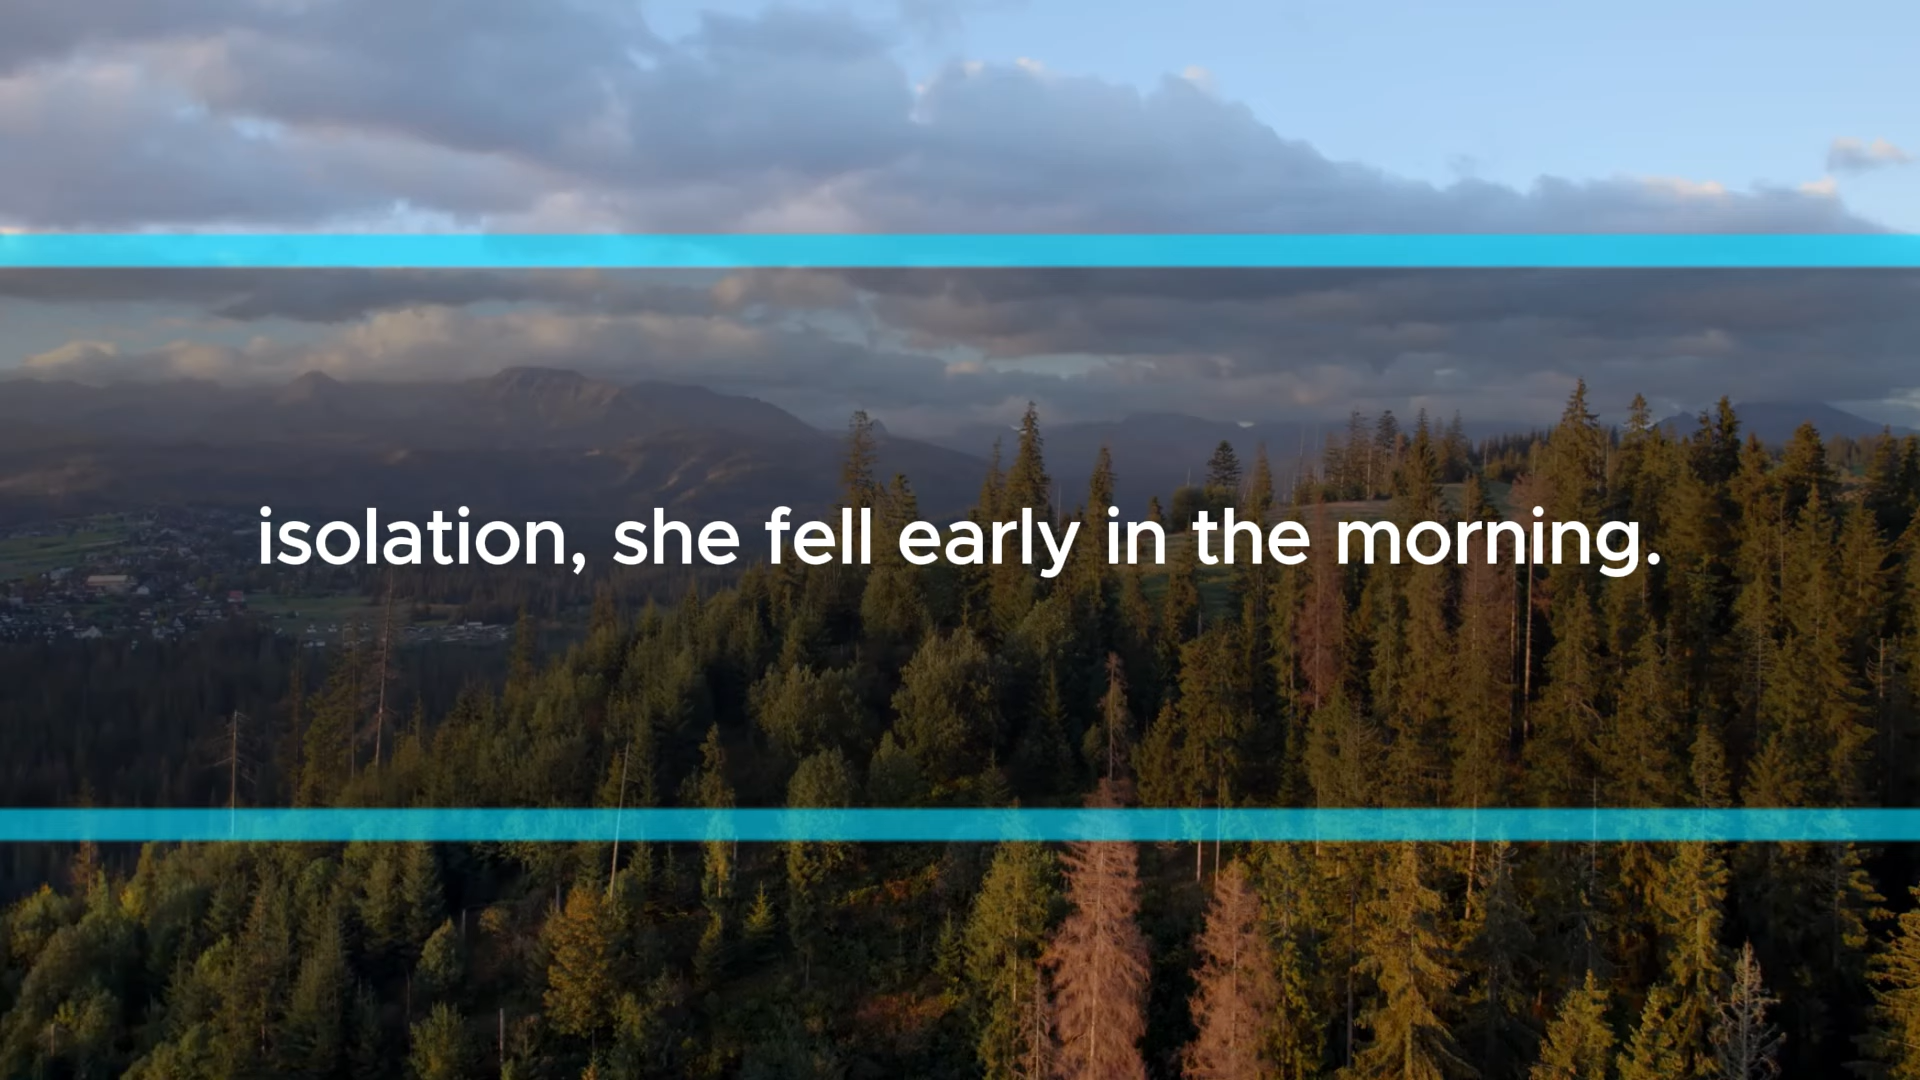 isolation, she fell early in the morning.